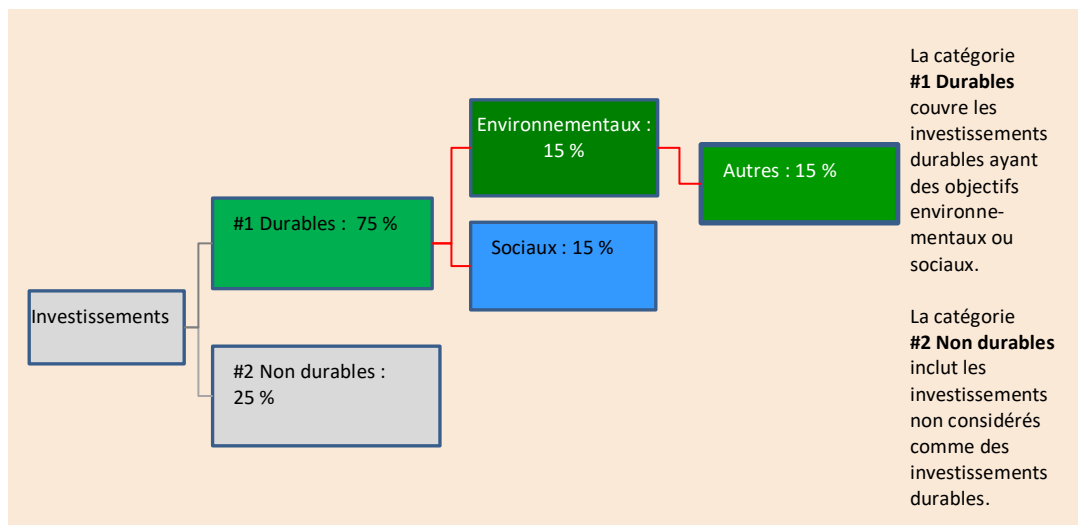 Investissements
#1 Durables :  75 %
#2 Non durables :
25 %
Environnementaux :
15 %
Sociaux : 15 %
Autres : 15 %
La catégorie
#1 Durables
couvre les
investissements
durables ayant
des objectifs
environne-
mentaux ou
sociaux.
La catégorie
#2 Non durables
inclut les
investissements
non considérés
comme des
investissements
durables.